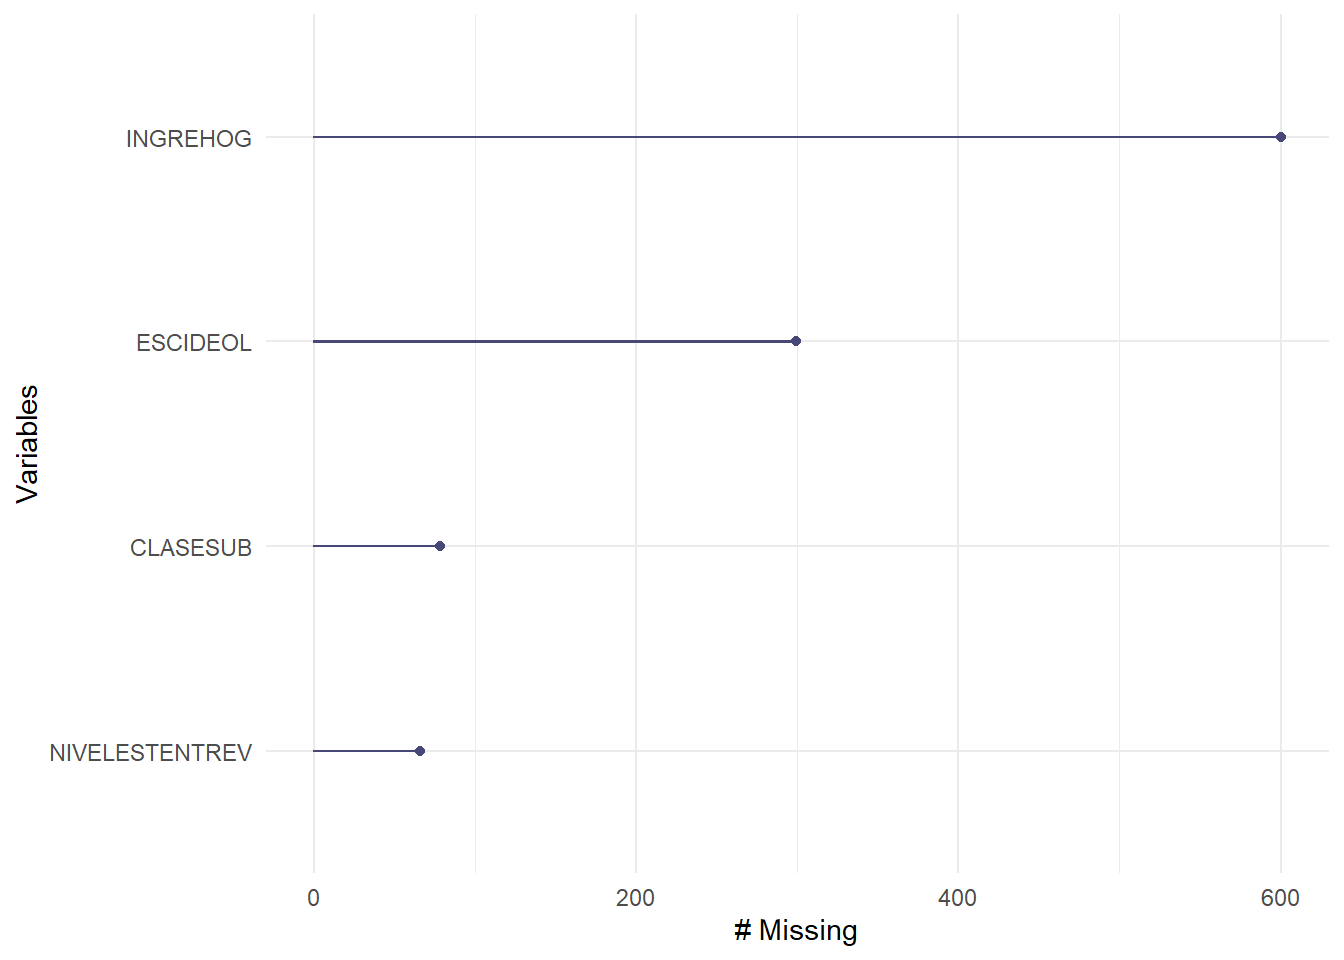 INGREHOG
ESCIDEOL
CLASESUB
NIVELESTENTREV
Variables
0 200 400 600
# Missing